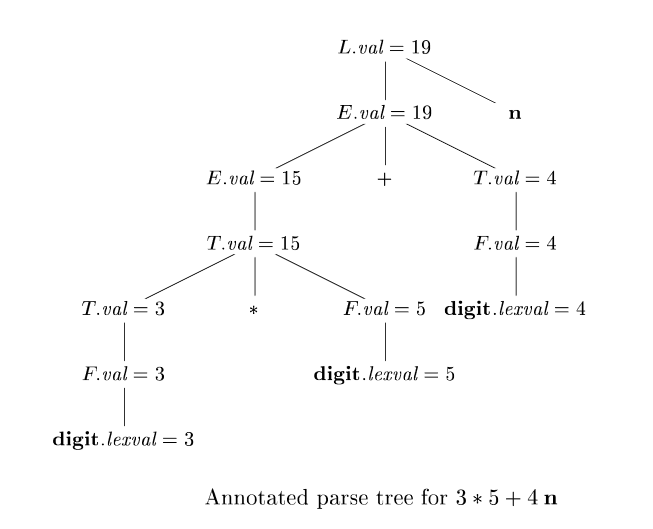 L.val = 19
E.val = 19 n
E.val = 15 + T.val = 4
T.val = 15 F.val = 4
T.val = 3 * F.val = 5 digit.lexval = 4
F.val = 3 digit.lexval = 5
digit.lexval = 3
Annotated parse tree for 3 * 5 + 4 n